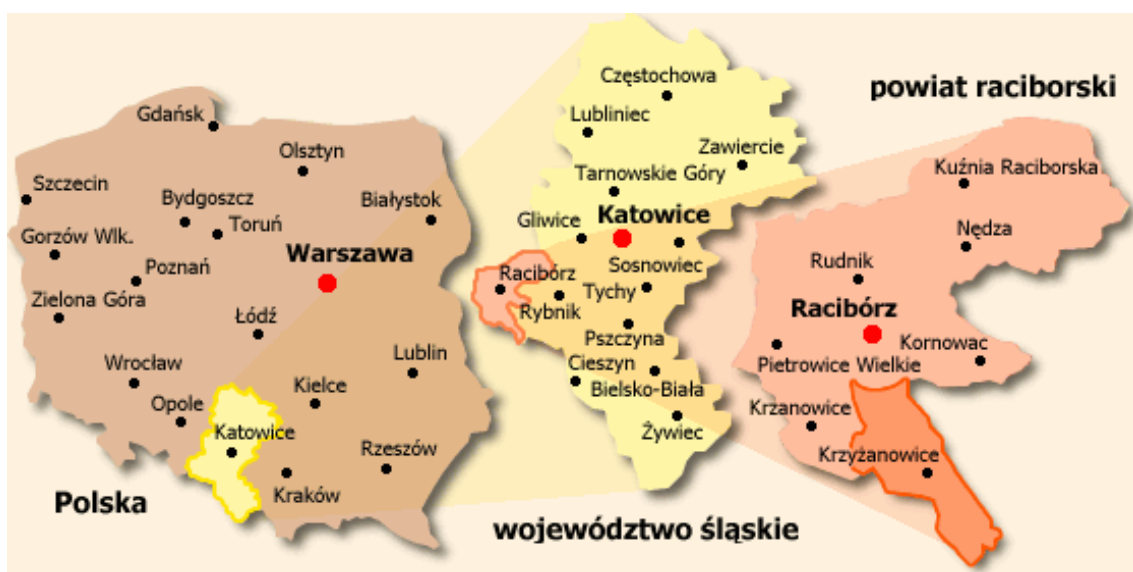 Gdańsk
Olsztyn
Szczecin
Bydgoszcz
Białystok
Toruń
Gorzów Wlk.
Warszawa
Poznań
Zielona Góra
Łódź
Wrocław
Lublin
Kielce
Opole
Katowice
Rzeszów
Kraków
Polska
Częstochowa
Lubliniec
Zawiercie
Tarnowskie Góry
Gliwice
Katowice
Sosnowiec
Racibórz
Tychy
Rybnik
Pszczyna
Cieszyn
Bielsko-Biała
Żywiec
województwo śląskie
powiat raciborski
Kuźnia Raciborska
Nędza
Rudnik
Racibórz
Kornowac
Pietrowice Wielkie
Krzanowice
Krzyżanowice